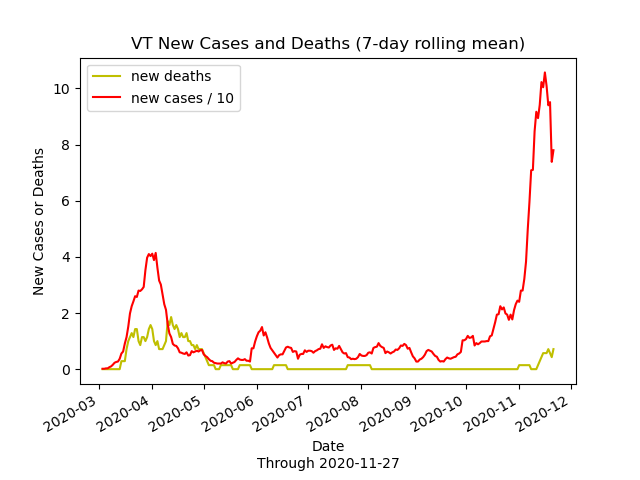 VT New Cases and Deaths (7-day rolling mean)
new deaths
new cases / 10
10
8
6
4
2
0
New Cases or Deaths
2020-03
2020-04
2020-05
2020-06
2020-07
2020-08
2020-09
2020-10
2020-11
2020-12
Date
Through 2020-11-27